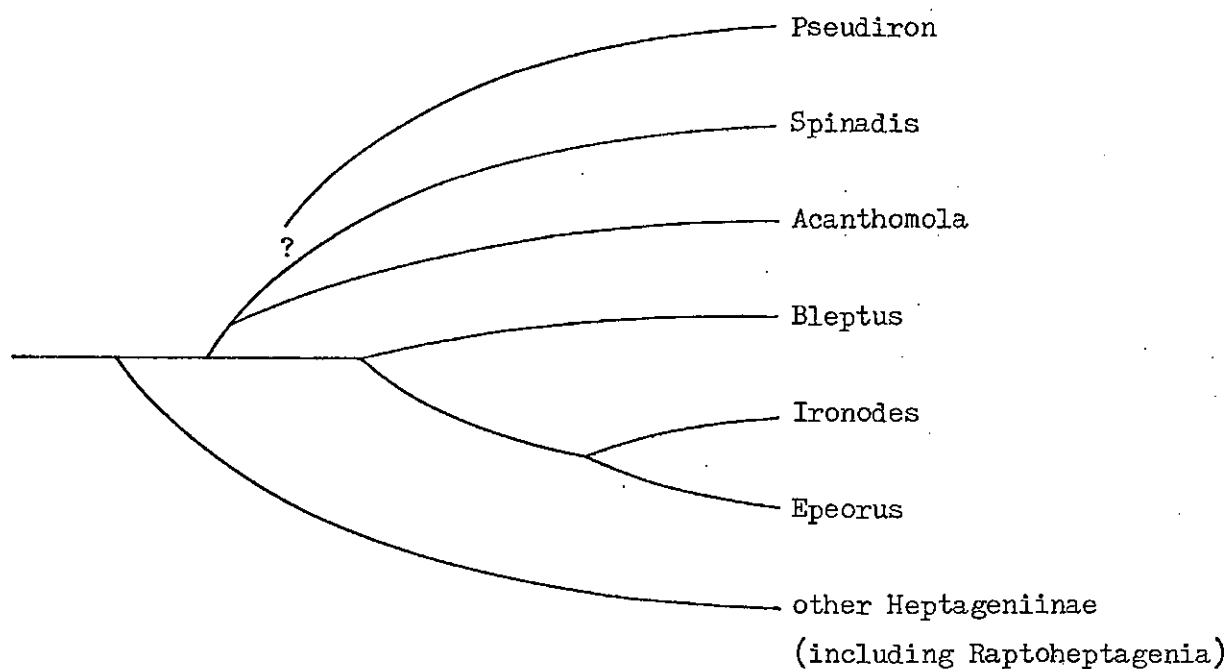 Pseudiron
Spinadis
?
Acanthomola
Bleptus
Ironodes
Epeorus
other Heptageniinae
(including Raptoheptagenia)